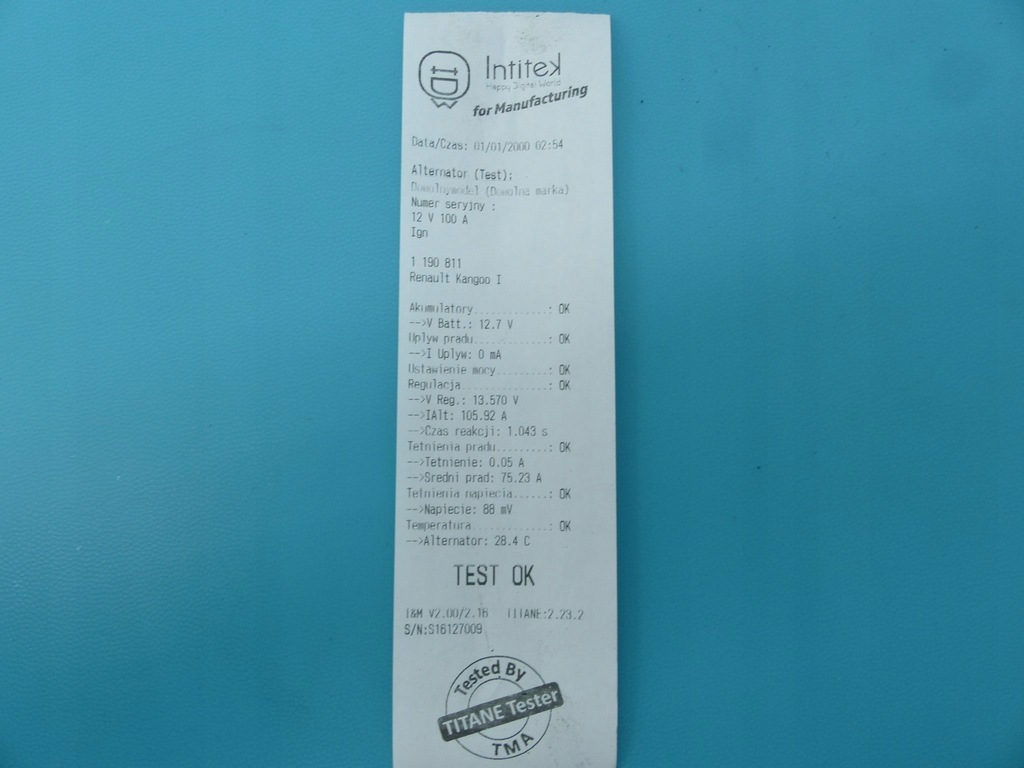 Intitek
Happy Digital World
for Manufacturing
Data/Czas: 01/01/2000 02:54
Alternator (Test):
Dowolnymodel (Dowolna marka)
Numer seryjny :
12 V 100 A
Ign
1 190 811
Renault Kangoo I
Akumulatory............: OK
-->V Batt.: 12.7 V
Uplyw pradu............: OK
-->I Uplyw: 0 mA
Ustawienie mocy........: OK
Regulacja..............: OK
-->V Reg.: 13.570 V
-->IAlt: 105.92 A
-->Czas reakcji: 1.043 s
Tetnienia pradu........: OK
-->Tetnienie: 0.05 A
-->Sredni prad: 75.23 A
Tetnienia napiecia.....: OK
-->Napiecie: 88 mV
Temperatura............: OK
-->Alternator: 28.4 C
TEST OK
I&M V2.00/2.16 TITANE:2.23.2
S/N:S16127009
Tested By
TITANE Tester
TMA